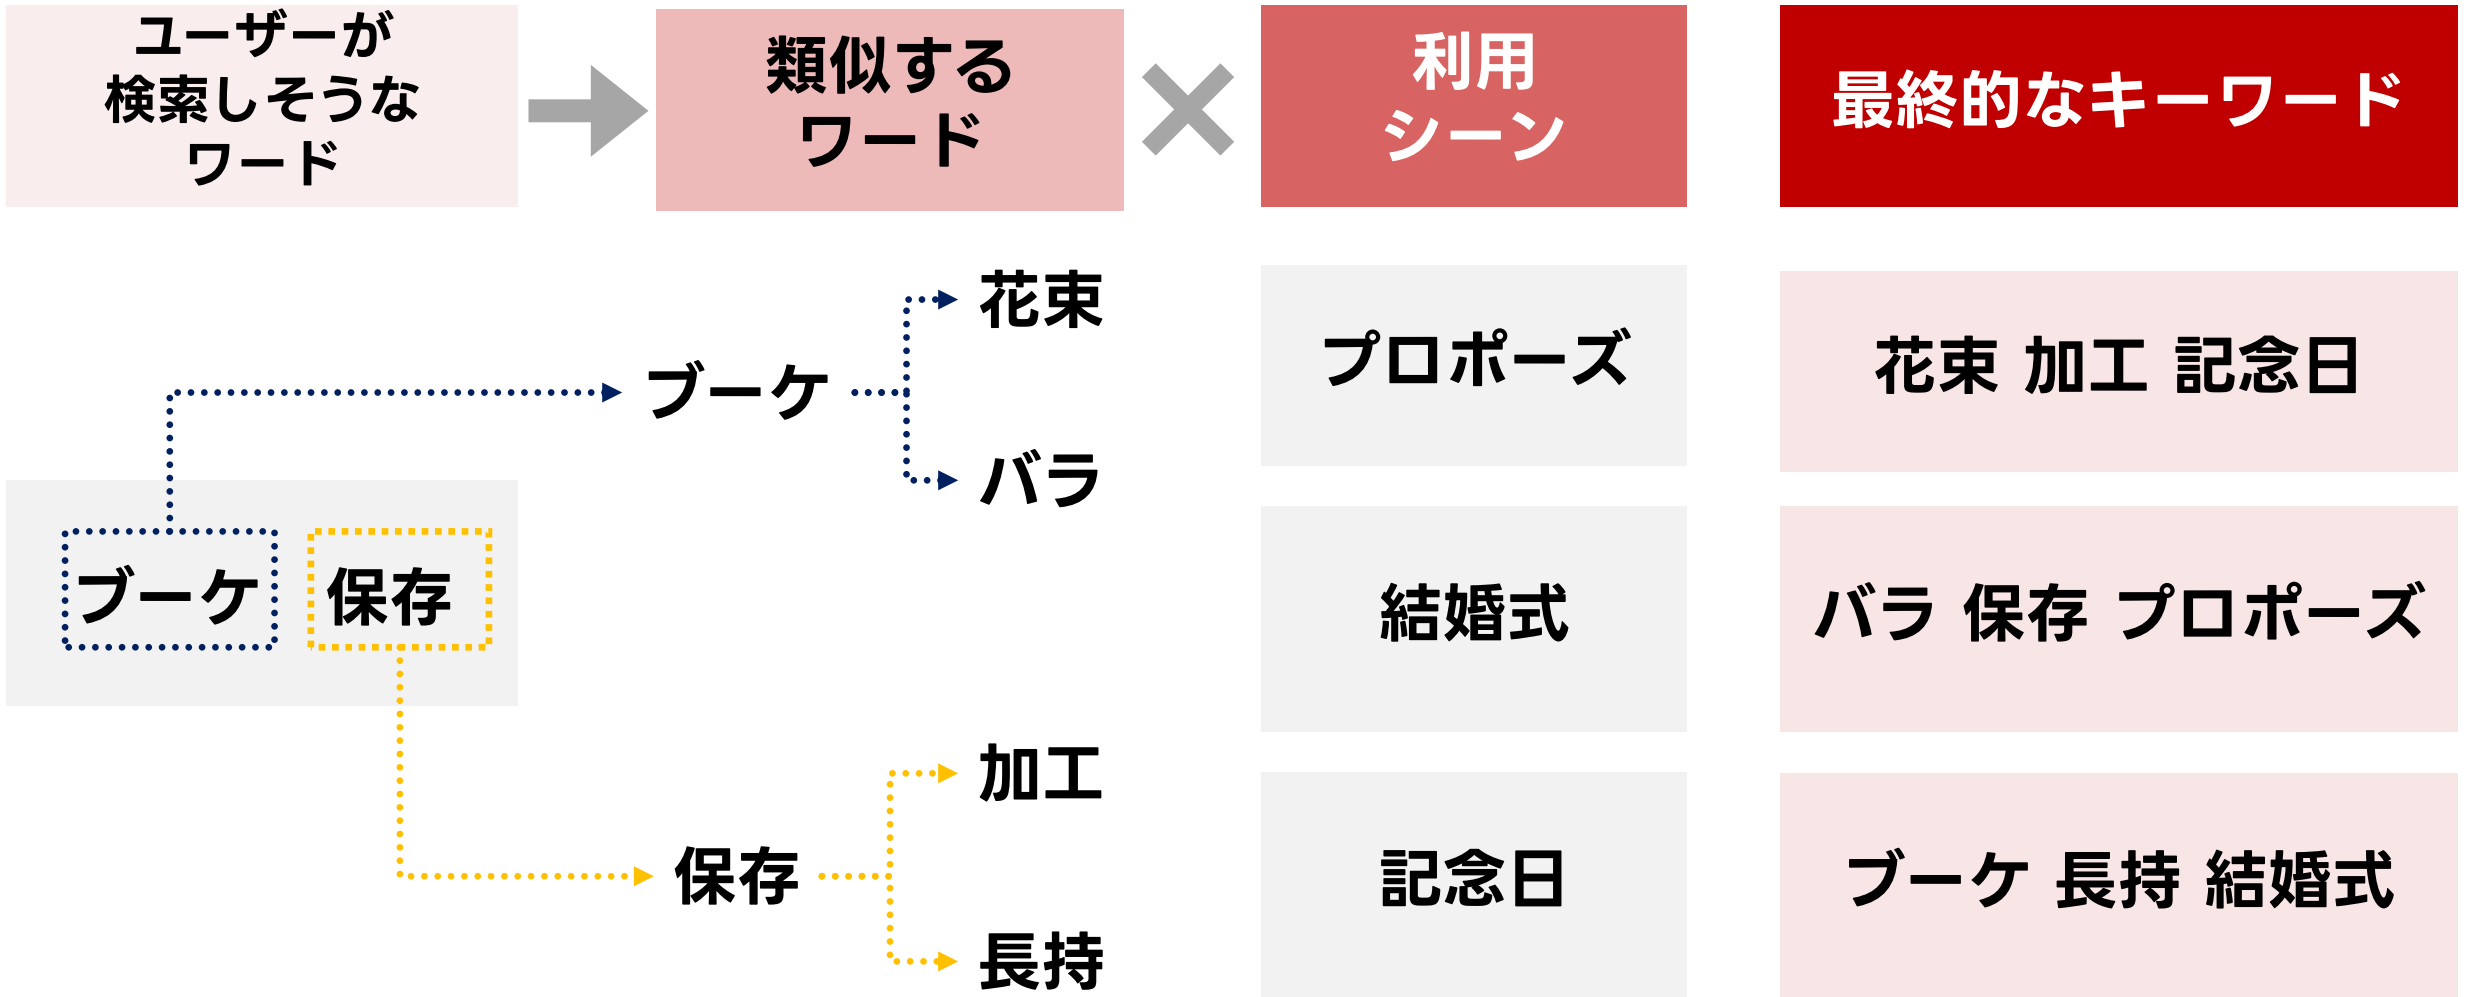 ユーザーが
検索しそうな
ワード
類似する
ワード
利用
シーン
最終的なキーワード
花束
ブーケ
バラ
ブーケ 保存
加工
保存
長持
プロポーズ
結婚式
記念日
花束 加工 記念日
バラ 保存 プロポーズ
ブーケ 長持 結婚式